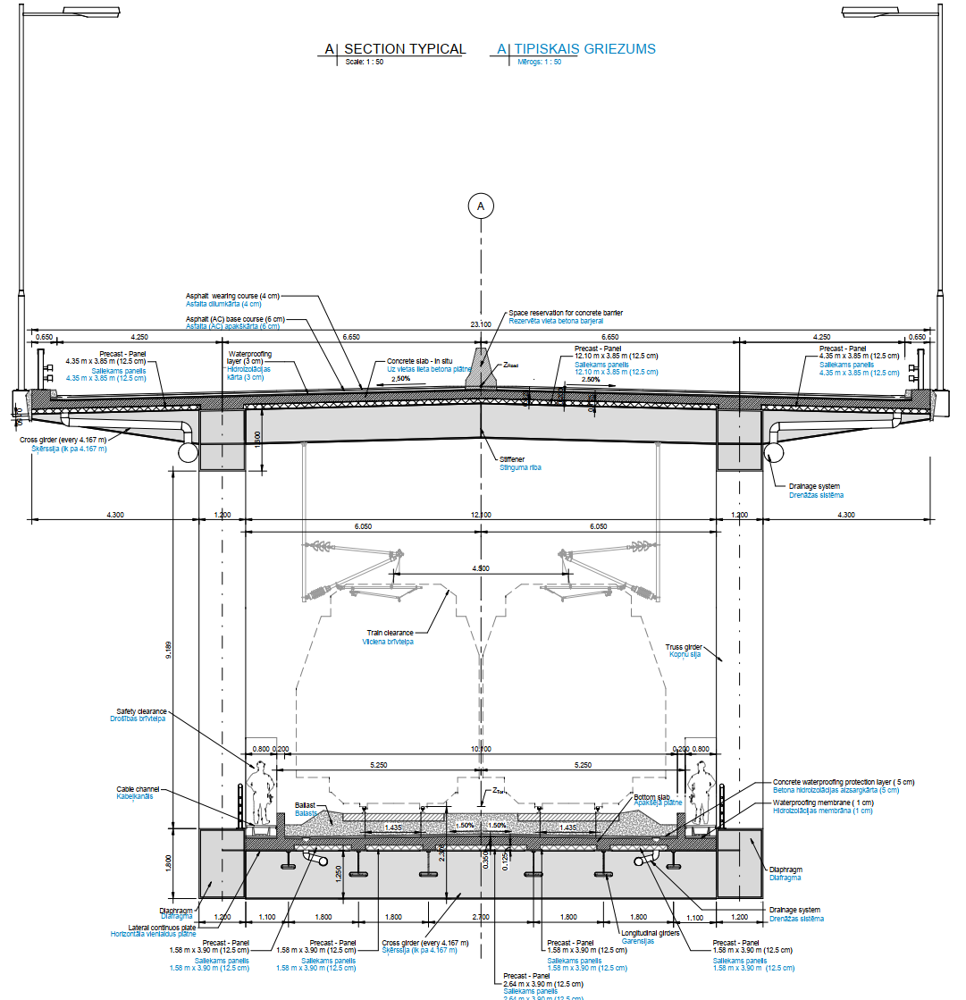 A| SECTION TYPICAL
Scale: 1 : 50
A| TIPISKAIS GRIEZUMS
Mērogs: 1 : 50
A
Asphalt wearing course (4 cm)
Asfalta dilumkārta (4 cm)
Asphalt (AC) base course (6 cm)
Asfalta (AC) apakškārta (6 cm)
Space reservation for concrete barrier
Rezervēta vieta betona barjerai
23.100
0.650
4.250
6.650
6.650
4.250
0.650
Precast - Panel
4.35 m x 3.85 m (12.5 cm)
Saliekams panelis
4.35 m x 3.85 m (12.5 cm)
Waterproofing
layer (3 cm)
Hidroizolācijas
kārta (3 cm)
Concrete slab - in situ
Uz vietas lieta betona plātne
2,50%
ZRoad
Precast - Panel
12.10 m x 3.85 m (12.5 cm)
Saliekams panelis
12.10 m x 3.85 m (12.5 cm)
2.50%
Precast - Panel
4.35 m x 3.85 m (12.5 cm)
Saliekams panelis
4.35 m x 3.85 m (12.5 cm)
Cross girder (every 4.167 m)
Šķērssija (ik pa 4.167 m)
1.600
Stiffener
Stinguma riba
Drainage system
Drenāžas sistēma
4.300
1.200
12.100
1.200
4.300
6.050
6.050
4.500
9.189
Train clearance
Vilciena brīvtelpa
Truss girder
Kopņu sija
Safety clearance
Drošības brīvtelpa
0.800
0.200
10.100
0.200
0.800
5.250
5.250
Cable channel
Kabeļkanāls
Ballast
Balasts
ZTor
Bottom slab
Apakšējā plātne
Concrete waterproofing protection layer ( 5 cm)
Betona hidroizolācijas aizsargkārta (5 cm)
Waterproofing membrane ( 1 cm)
Hidroizolācijas membrāna (1 cm)
1.435
1.50%
1.50%
1.435
1.800
1.250
0.350
0.125
Diaphragm
Diafragma
Diaphragm
Diafragma
Drainage system
Drenāžas sistēma
1.200
1.100
1.800
1.800
2.700
1.800
1.800
1.100
1.200
Lateral continuos plate
Horizontāla vienlaidus plātne
Longitudinal girders
Garensijas
Precast - Panel
1.58 m x 3.90 m (12.5 cm)
Saliekams panelis
1.58 m x 3.90 m (12.5 cm)
Precast - Panel
1.58 m x 3.90 m (12.5 cm)
Saliekams panelis
1.58 m x 3.90 m (12.5 cm)
Cross girder (every 4.167 m)
Šķērssija (ik pa 4.167 m)
Precast - Panel
1.58 m x 3.90 m (12.5 cm)
Saliekams panelis
1.58 m x 3.90 m (12.5 cm)
Precast - Panel
1.58 m x 3.90 m (12.5 cm)
Saliekams panelis
1.58 m x 3.90 m (12.5 cm)
Precast - Panel
2.64 m x 3.90 m (12.5 cm)
Saliekams panelis
2.64 m x 3.90 m (12.5 cm)